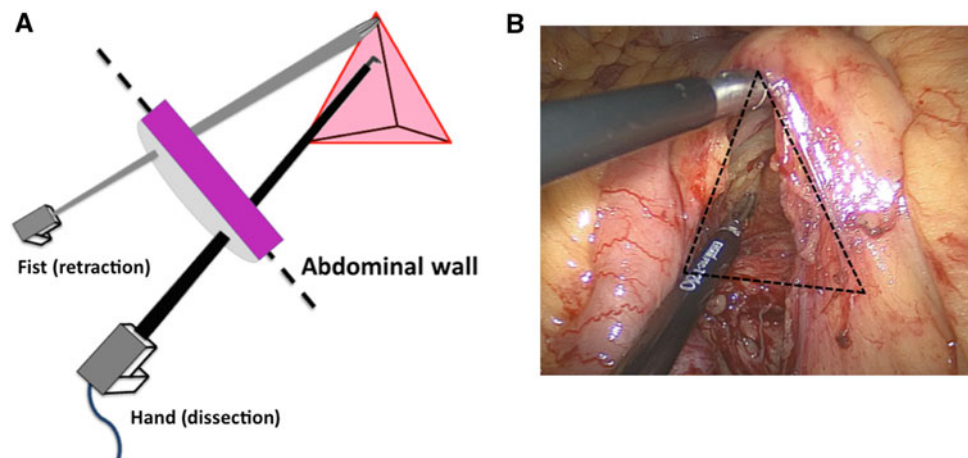 A
B
Fist (retraction)
Abdominal wall
Hand (dissection)